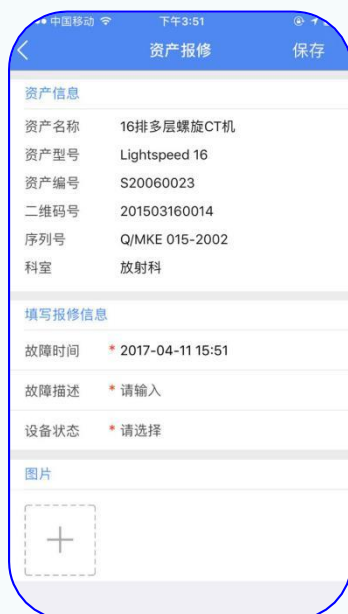 中国移动 下午3:51
资产报修 保存
资产信息
资产名称 16排多层螺旋CT机
资产型号 Lightspeed 16
资产编号 S20060023
二维码号 201503160014
序列号 Q/MKE 015-2002
科室 放射科
填写报修信息
故障时间 * 2017-04-11 15:51
故障描述 * 请输入
设备状态 * 请选择
图片